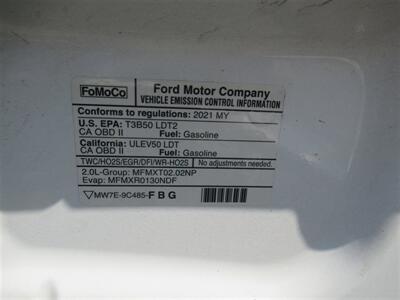 FoMoCo
Ford Motor Company
VEHICLE EMISSION CONTROL INFORMATION
Conforms to regulations: 2021 MY
U.S. EPA: T3B50 LDT2
CA OBD II Fuel: Gasoline
California: ULEV50 LDT
CA OBD II Fuel: Gasoline
TWC/HO2S/EGR/DFI/WR-HO2S No adjustments needed.
2.0L-Group: MFMXT02.02NP
Evap: MFMXR0130NDF
MW7E-9C485-FBG